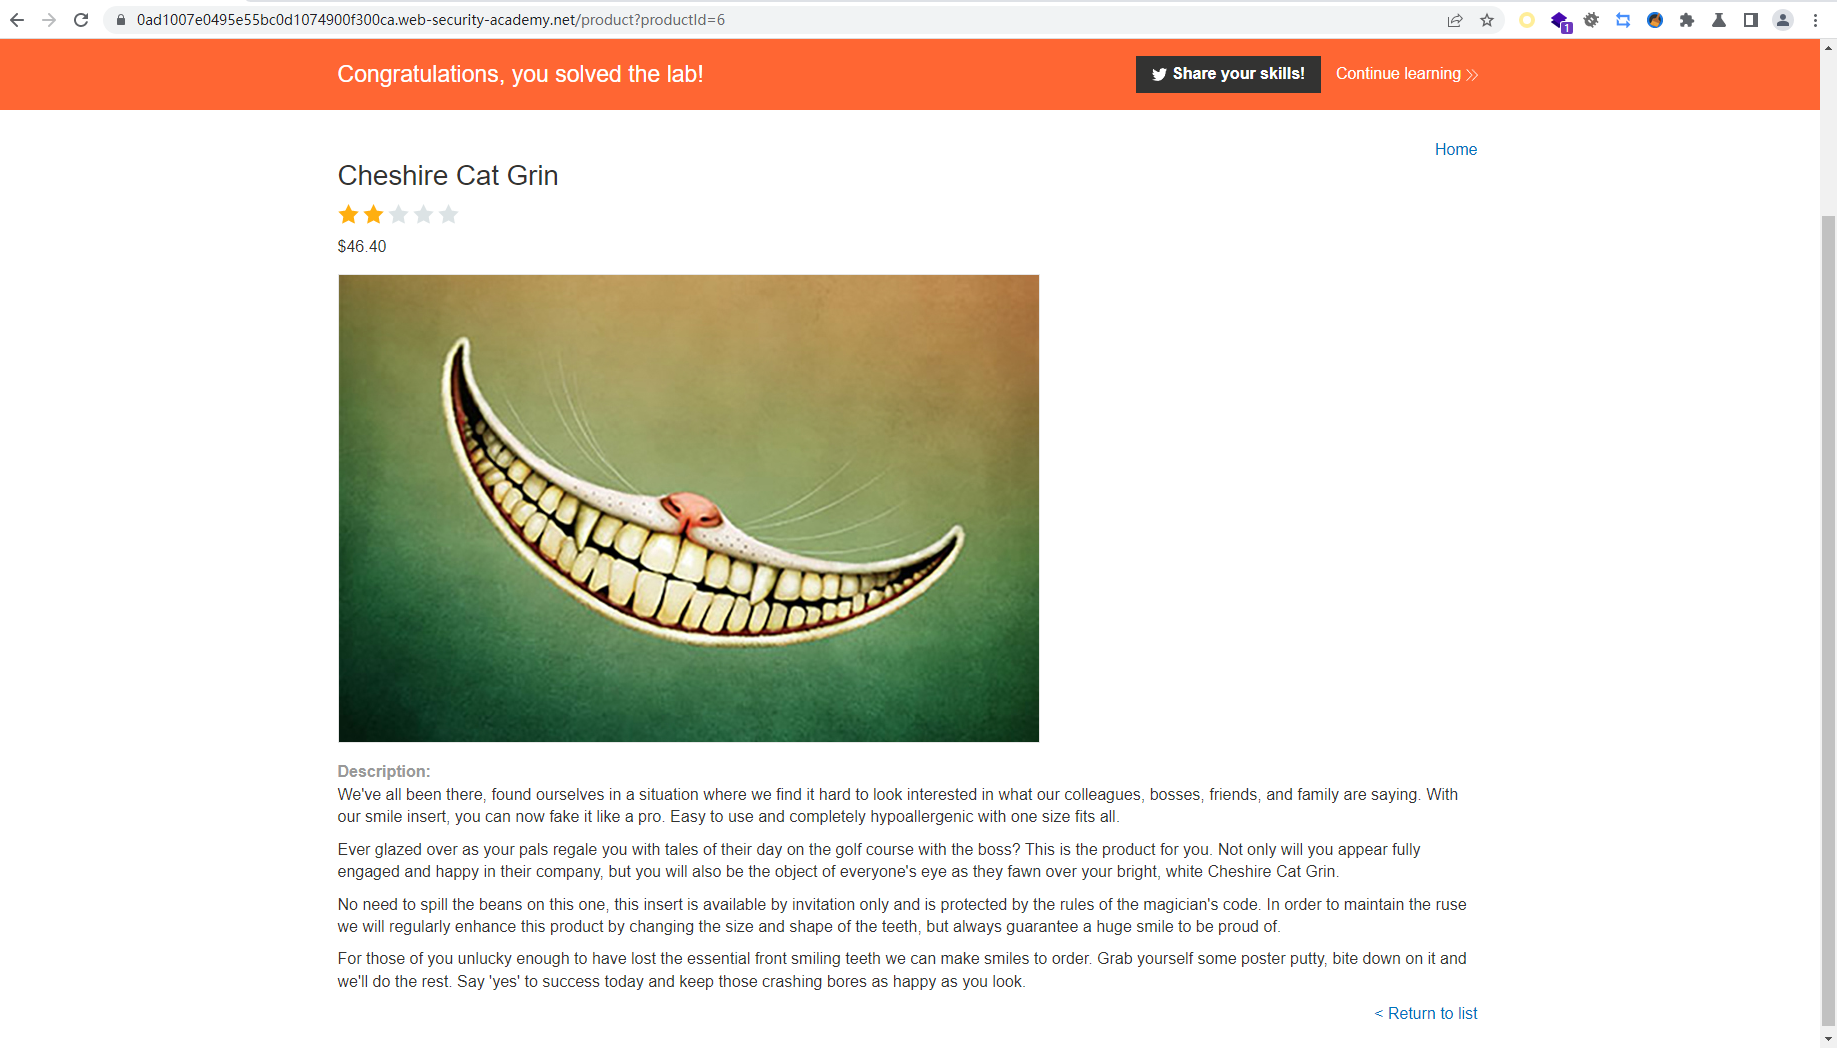 0ad1007e0495e55bc0d1074900f300ca.web-security-academy.net/product?productId=6
1
Congratulations, you solved the lab!
Share your skills!
Continue learning
Home
Cheshire Cat Grin
$46.40
Description:
We've all been there, found ourselves in a situation where we find it hard to look interested in what our colleagues, bosses, friends, and family are saying. With
our smile insert, you can now fake it like a pro. Easy to use and completely hypoallergenic with one size fits all.
Ever glazed over as your pals regale you with tales of their day on the golf course with the boss? This is the product for you. Not only will you appear fully
engaged and happy in their company, but you will also be the object of everyone's eye as they fawn over your bright, white Cheshire Cat Grin.
No need to spill the beans on this one, this insert is available by invitation only and is protected by the rules of the magician's code. In order to maintain the ruse
we will regularly enhance this product by changing the size and shape of the teeth, but always guarantee a huge smile to be proud of.
For those of you unlucky enough to have lost the essential front smiling teeth we can make smiles to order. Grab yourself some poster putty, bite down on it and
we'll do the rest. Say 'yes' to success today and keep those crashing bores as happy as you look.
< Return to list